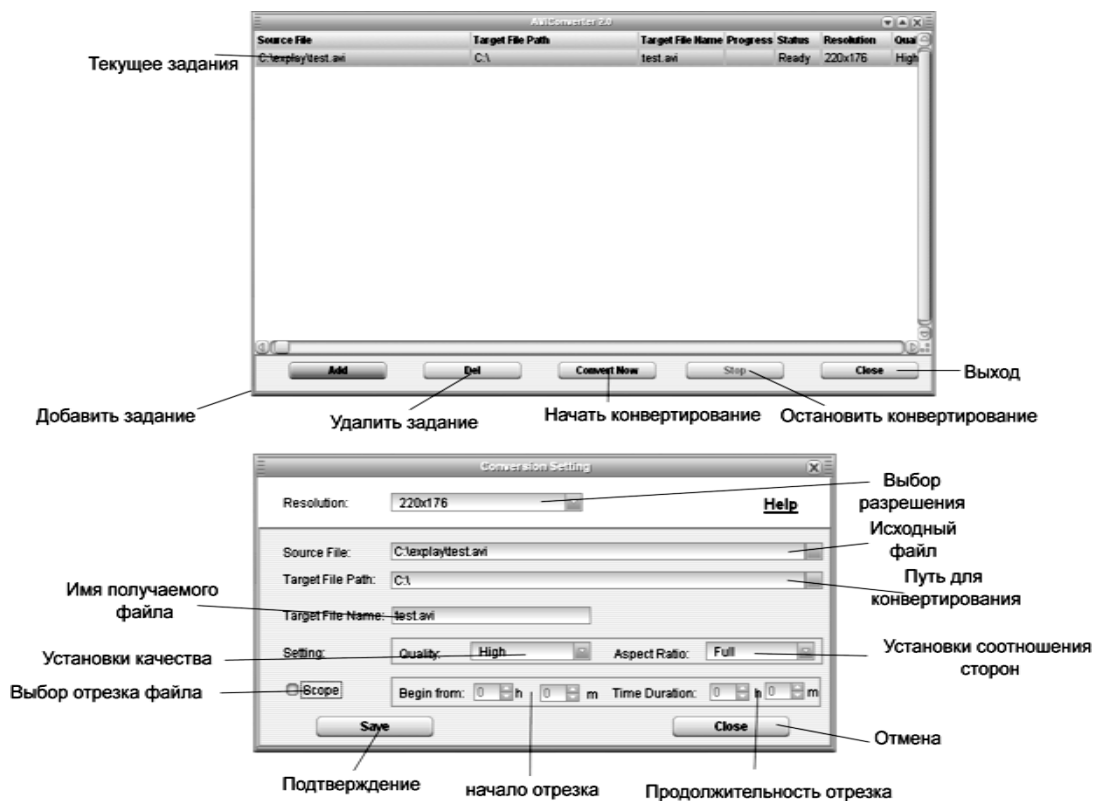 AVIConverter 2.0
Source File Target File Path Target File Name Progress Status Resolution Qual
Текущее задания
C:\explay\test.avi C:\ test.avi Ready 220x176 High
Add Del Convert Now Stop Close
Выход
Добавить задание
Удалить задание
Начать конвертирование
Остановить конвертирование
Conversion Setting
Resolution: 220x176 Help
Выбор
разрешения
Исходный
файл
Source File: C:\explay\test.avi
Target File Path: C:\
Путь для
конвертирования
Имя получаемого
файла
Target File Name: test.avi
Установки качества
Setting: Quality: High Aspect Ratio: Full
Установки соотношения
сторон
Выбор отрезка файла
Scope Begin from: 0 h 0 m Time Duration: 0 h 0 m
Save Close
Отмена
Подтверждение
начало отрезка
Продолжительность отрезка